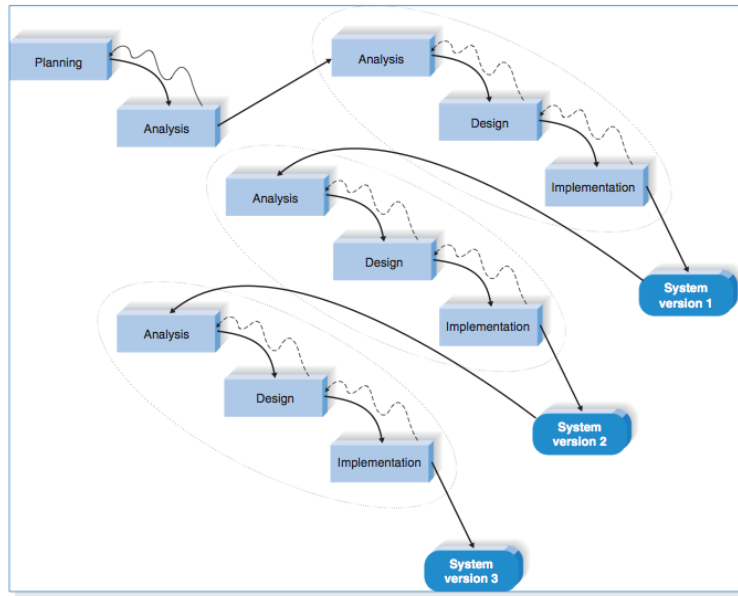 Planning
Analysis
Analysis
Design
Implementation
System
version 1
Analysis
Design
Implementation
System
version 2
Analysis
Design
Implementation
System
version 3